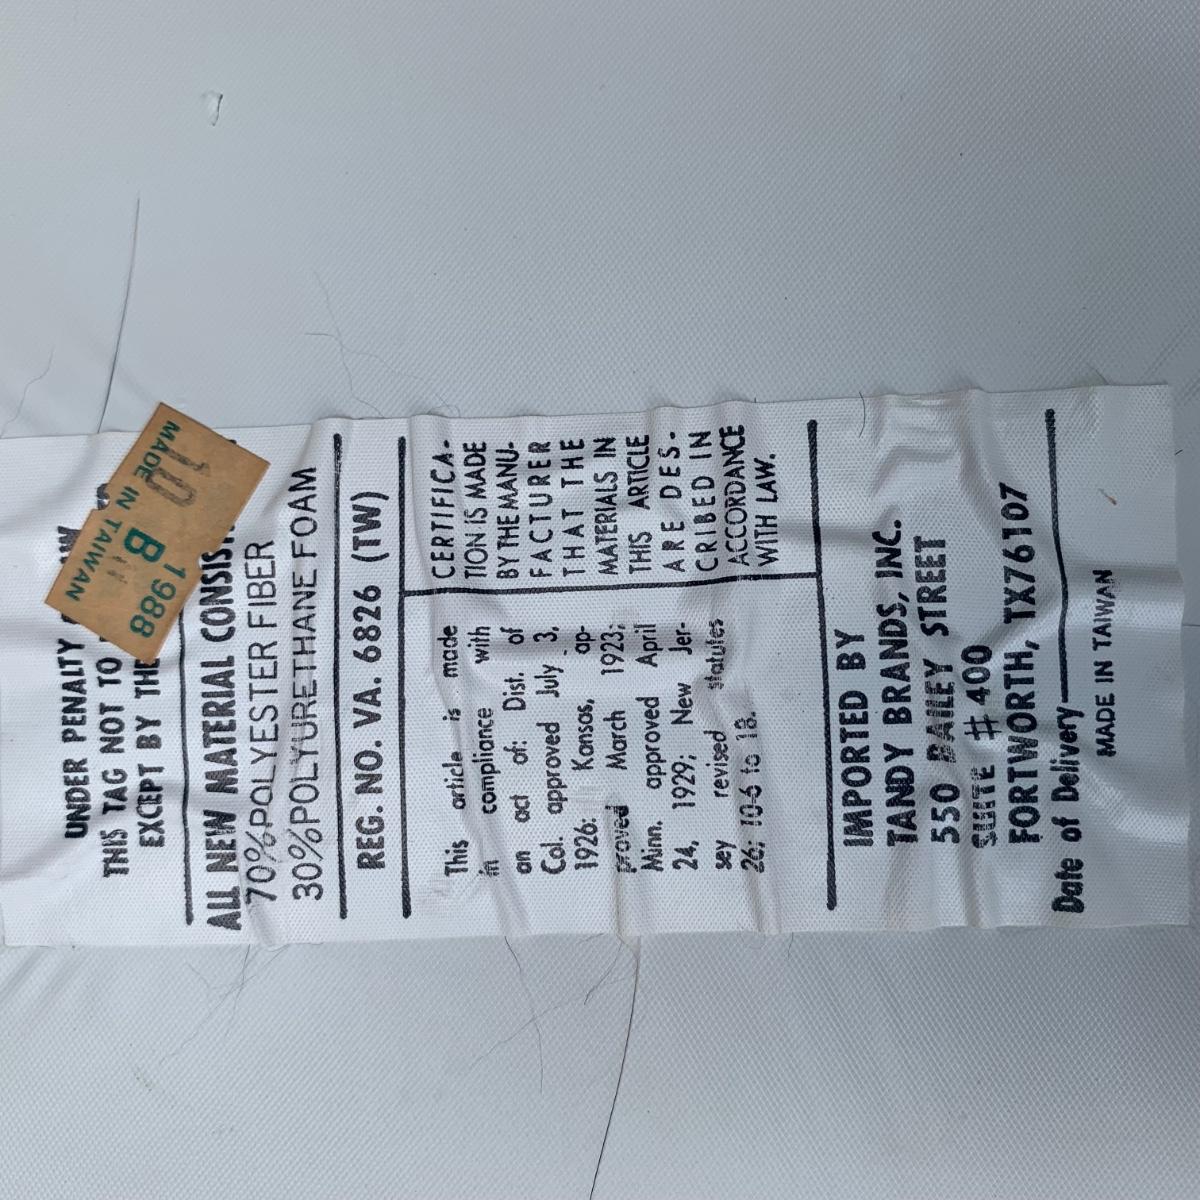 UNDER PENALTY
THIS TAG NOT TO
EXCEPT BY THE
MADE IN TAIWAN
10
B
1988
ALL NEW MATERIAL
70%POLYESTER FIBER
30%POLYURETHANE FOAM
REG. NO. VA. 6826 (TW)
This article is made
in compliance with
an act of: Dist. of
Col. approved July 3,
1926: Kansas, ap-
proved March 1923;
Minn. approved April
24, 1929; New Jer-
sey revised statutes
26; 10-6 to 18.
CERTIFICA-
TION IS MADE
BY THE MANU-
FACTURER
THAT THE
MATERIALS IN
THIS ARTICLE
ARE DES-
CRIBED IN
ACCORDANCE
WITH LAW.
IMPORTED BY
TANDY BRANDS, INC.
550 BAILEY STREET
SUITE # 400
FORTWORTH, TX76107
Date of Delivery
MADE IN TAIWAN